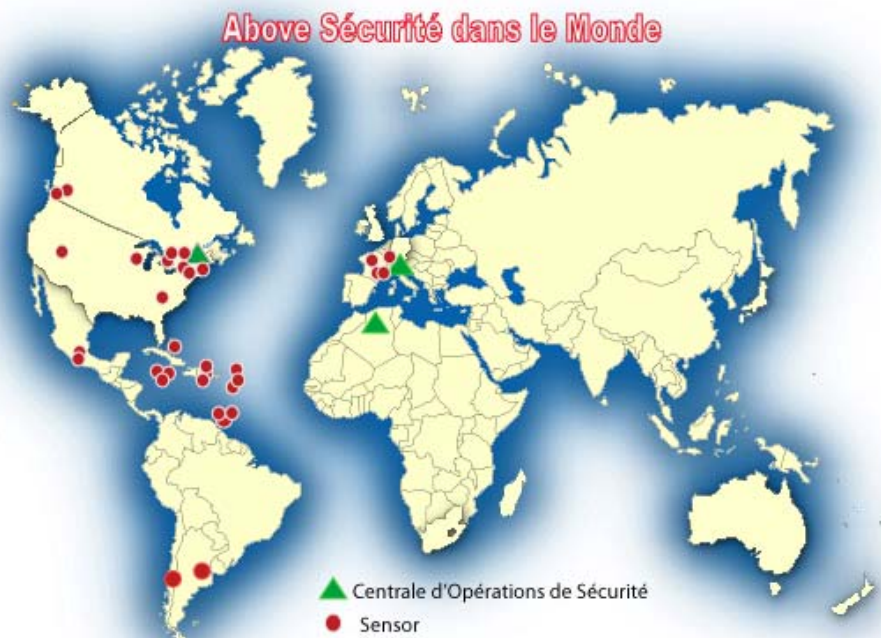 Above Sécurité dans le Monde
Centrale d'Opérations de Sécurité
Sensor